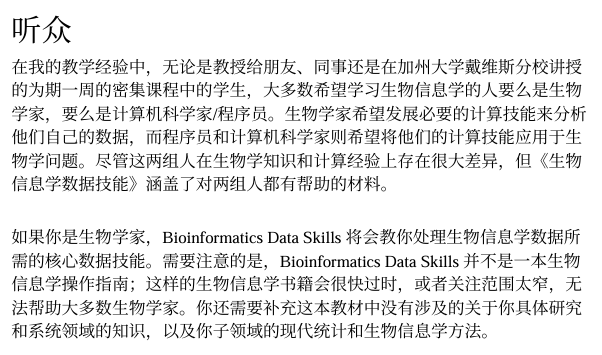 听众
在我的教学经验中，无论是教授给朋友、同事还是在加州大学戴维斯分校讲授
的为期一周的密集课程中的学生，大多数希望学习生物信息学的人要么是生物
学家，要么是计算机科学家/程序员。生物学家希望发展必要的计算技能来分析
他们自己的数据，而程序员和计算机科学家则希望将他们的计算技能应用于生
物学问题。尽管这两组人在生物学知识和计算经验上存在很大差异，但《生物
信息学数据技能》涵盖了对两组人都有帮助的材料。
如果你是生物学家，Bioinformatics Data Skills 将会教你处理生物信息学数据所
需的核心数据技能。需要注意的是，Bioinformatics Data Skills 并不是一本生物
信息学操作指南；这样的生物信息学书籍会很快过时，或者关注范围太窄，无
法帮助大多数生物学家。你还需要补充这本教材中没有涉及的关于你具体研究
和系统领域的知识，以及你子领域的现代统计和生物信息学方法。